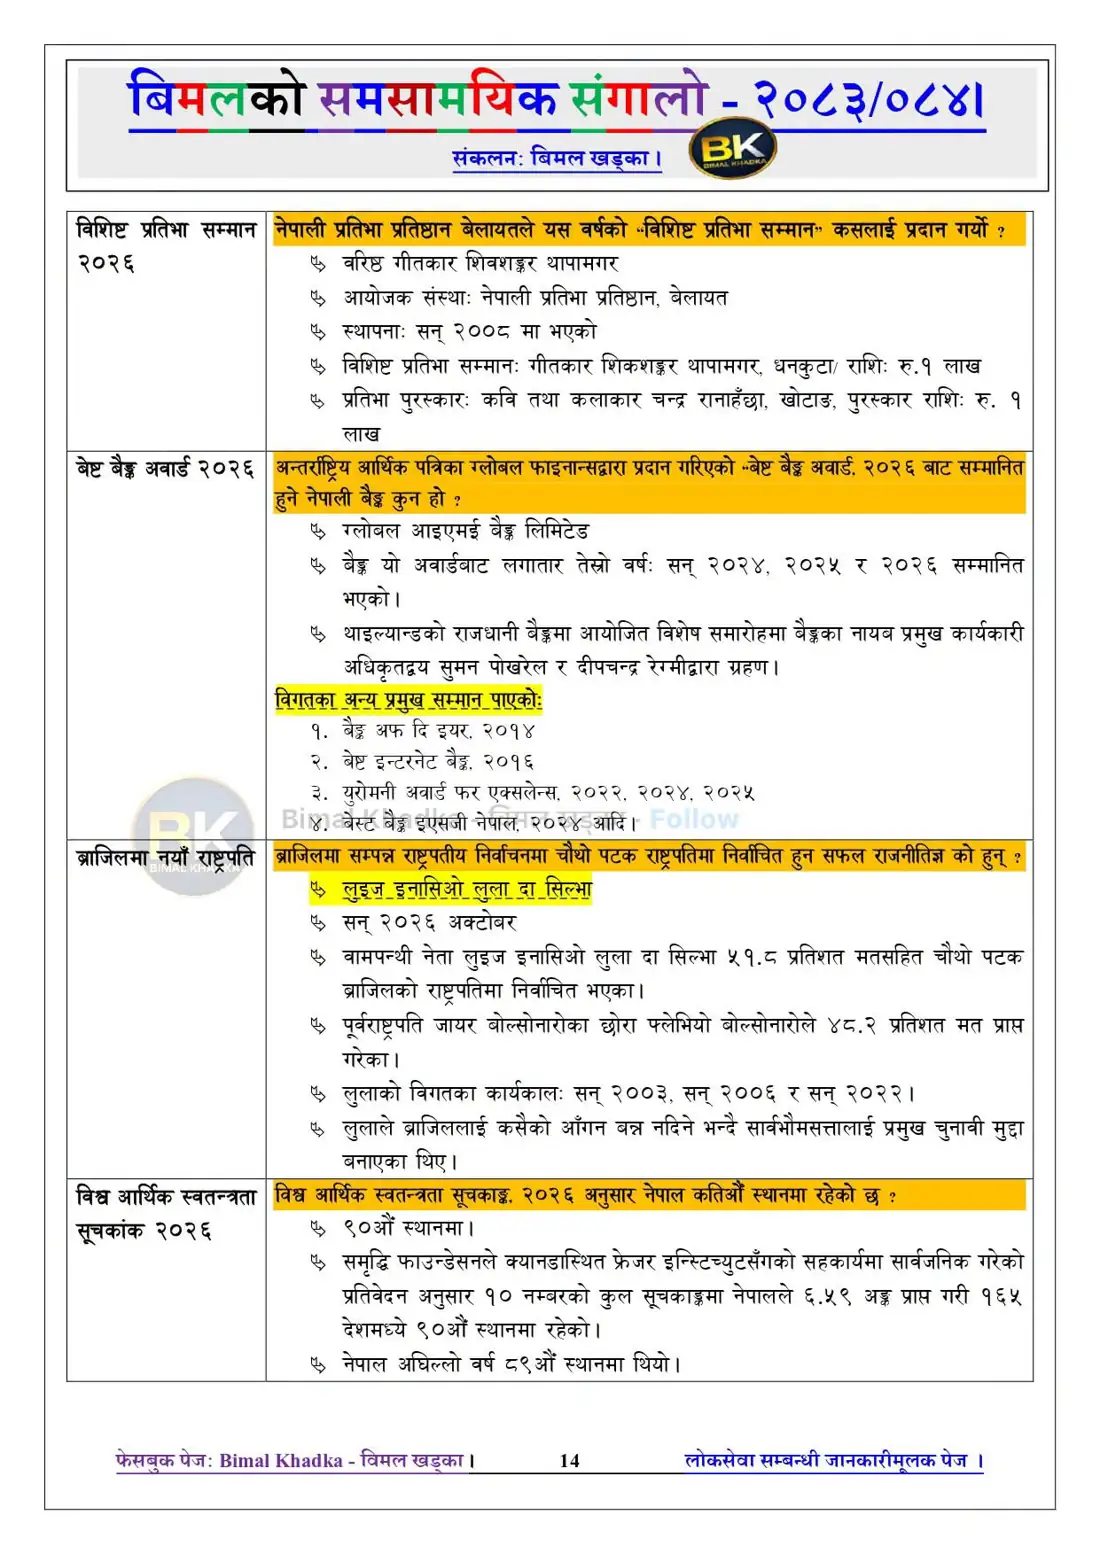 बिमलको समसामयिक संगालो - २०८३/०८४।
संकलन: बिमल खड्का।
BK
BIMAL KHADKA
विशिष्ट प्रतिभा सम्मान
२०२६
नेपाली प्रतिभा प्रतिष्ठान बेलायतले यस वर्षको “विशिष्ट प्रतिभा सम्मान” कसलाई प्रदान गर्यो ?
वरिष्ठ गीतकार शिवशङ्कर थापामगर
आयोजक संस्थाः नेपाली प्रतिभा प्रतिष्ठान, बेलायत
स्थापनाः सन् २००८ मा भएको
विशिष्ट प्रतिभा सम्मानः गीतकार शिकशङ्कर थापामगर, धनकुटा/ राशिः रु.१ लाख
प्रतिभा पुरस्कारः कवि तथा कलाकार चन्द्र रानाहँछा, खोटाङ, पुरस्कार राशिः रु. १
लाख
बेष्ट बैङ्क अवार्ड २०२६
अन्तर्राष्ट्रिय आर्थिक पत्रिका ग्लोबल फाइनान्सद्वारा प्रदान गरिएको “बेष्ट बैङ्क अवार्ड, २०२६ बाट सम्मानित
हुने नेपाली बैङ्क कुन हो ?
ग्लोबल आइएमई बैङ्क लिमिटेड
बैङ्क यो अवार्डबाट लगातार तेस्रो वर्षः सन् २०२४, २०२५ र २०२६ सम्मानित
भएको।
थाइल्यान्डको राजधानी बैङ्कमा आयोजित विशेष समारोहमा बैङ्कका नायब प्रमुख कार्यकारी
अधिकृतद्वय सुमन पोखरेल र दीपचन्द्र रेग्मीद्वारा ग्रहण।
विगतका अन्य प्रमुख सम्मान पाएकोः
१. बैङ्क अफ दि इयर, २०१४
२. बेष्ट इन्टरनेट बैङ्क, २०१६
३. युरोमनी अवार्ड फर एक्सलेन्स, २०२२, २०२४, २०२५
४. बेस्ट बैङ्क इएसजी नेपाल, २०२४ आदि।
Bimal Khadka - बिमल खड्का - Follow
BK
BIMAL KHADKA
ब्राजिलमा नयाँ राष्ट्रपति
ब्राजिलमा सम्पन्न राष्ट्रपतीय निर्वाचनमा चौथो पटक राष्ट्रपतिमा निर्वाचित हुन सफल राजनीतिज्ञ को हुन् ?
लुइज इनासिओ लुला दा सिल्भा
सन् २०२६ अक्टोबर
वामपन्थी नेता लुइज इनासिओ लुला दा सिल्भा ५१.८ प्रतिशत मतसहित चौथो पटक
ब्राजिलको राष्ट्रपतिमा निर्वाचित भएका।
पूर्वराष्ट्रपति जायर बोल्सोनारोका छोरा फ्लेभियो बोल्सोनारोले ४८.२ प्रतिशत मत प्राप्त
गरेका।
लुलाको विगतका कार्यकालः सन् २००३, सन् २००६ र सन् २०२२।
लुलाले ब्राजिललाई कसैको आँगन बन्न नदिने भन्दै सार्वभौमसत्तालाई प्रमुख चुनावी मुद्दा
बनाएका थिए।
विश्व आर्थिक स्वतन्त्रता
सूचकांक २०२६
विश्व आर्थिक स्वतन्त्रता सूचकाङ्क, २०२६ अनुसार नेपाल कतिऔँ स्थानमा रहेको छ ?
९०औँ स्थानमा।
समृद्धि फाउन्डेसनले क्यानडास्थित फ्रेजर इन्स्टिच्युटसँगको सहकार्यमा सार्वजनिक गरेको
प्रतिवेदन अनुसार १० नम्बरको कुल सूचकाङ्कमा नेपालले ६.५९ अङ्क प्राप्त गरी १६५
देशमध्ये ९०औँ स्थानमा रहेको।
नेपाल अघिल्लो वर्ष ८९औँ स्थानमा थियो।
फेसबुक पेज: Bimal Khadka - विमल खड्का।
14
लोकसेवा सम्बन्धी जानकारीमूलक पेज ।